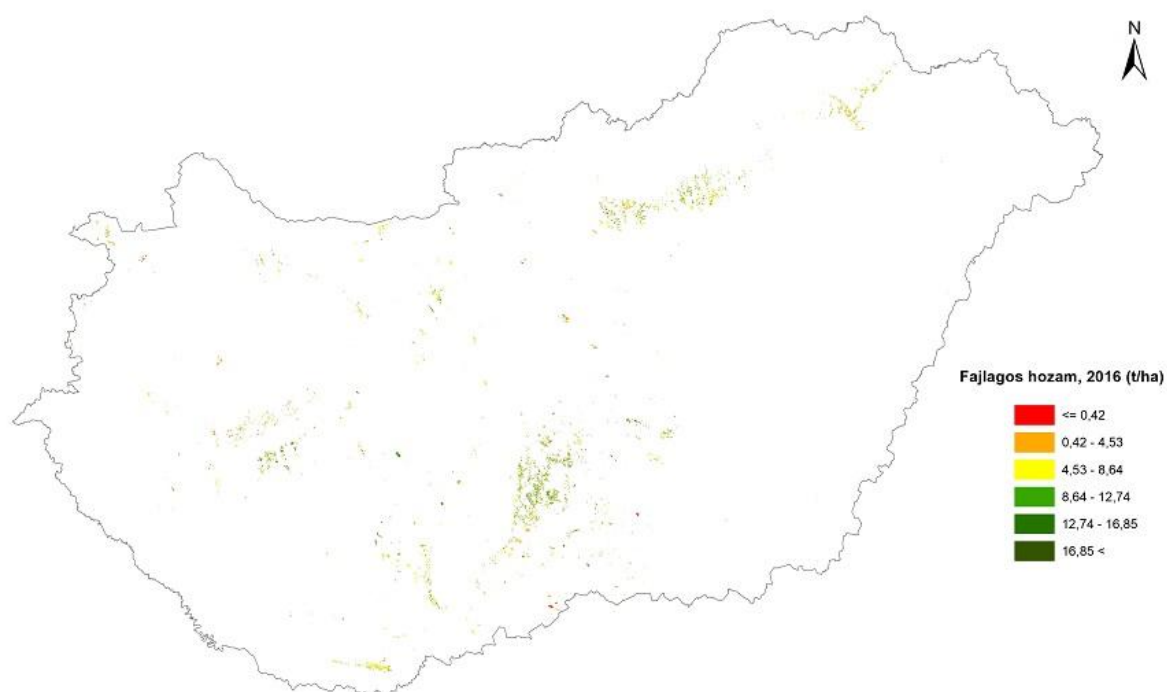 N
Fajlagos hozam, 2016 (t/ha)
<= 0,42
0,42 - 4,53
4,53 - 8,64
8,64 - 12,74
12,74 - 16,85
16,85 <